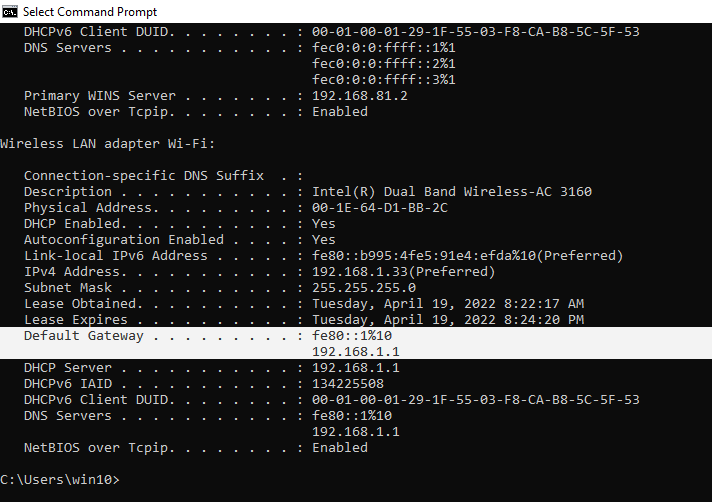 Select Command Prompt
DHCPv6 Client DUID. . . . . . . . : 00-01-00-01-29-1F-55-03-F8-CA-B8-5C-5F-53
DNS Servers . . . . . . . . . . . : fec0:0:0:ffff::1%1
fec0:0:0:ffff::2%1
fec0:0:0:ffff::3%1
Primary WINS Server . . . . . . . : 192.168.81.2
NetBIOS over Tcpip. . . . . . . . : Enabled
Wireless LAN adapter Wi-Fi:
Connection-specific DNS Suffix  . :
Description . . . . . . . . . . . : Intel(R) Dual Band Wireless-AC 3160
Physical Address. . . . . . . . . : 00-1E-64-D1-BB-2C
DHCP Enabled. . . . . . . . . . . : Yes
Autoconfiguration Enabled . . . . : Yes
Link-local IPv6 Address . . . . . : fe80::b995:4fe5:91e4:efda%10(Preferred)
IPv4 Address. . . . . . . . . . . : 192.168.1.33(Preferred)
Subnet Mask . . . . . . . . . . . : 255.255.255.0
Lease Obtained. . . . . . . . . . : Tuesday, April 19, 2022 8:22:17 AM
Lease Expires . . . . . . . . . . : Tuesday, April 19, 2022 8:24:20 PM
Default Gateway . . . . . . . . . : fe80::1%10
192.168.1.1
DHCP Server . . . . . . . . . . . : 192.168.1.1
DHCPv6 IAID . . . . . . . . . . . : 134225508
DHCPv6 Client DUID. . . . . . . . : 00-01-00-01-29-1F-55-03-F8-CA-B8-5C-5F-53
DNS Servers . . . . . . . . . . . : fe80::1%10
192.168.1.1
NetBIOS over Tcpip. . . . . . . . : Enabled
C:\Users\win10>